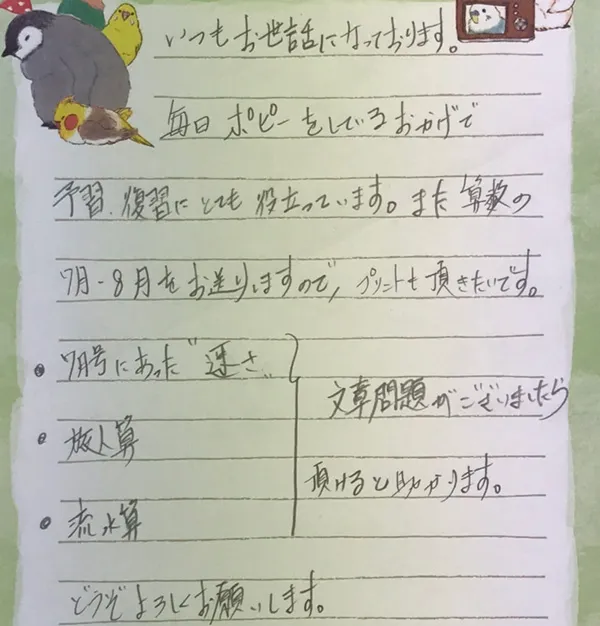 いつもお世話になっております。
毎日 ポピーをしているおかげで
予習、復習にとても役立っています。また算数の
7月-8月をお送りしますので、プリントも頂きたいです。
• 7月号にあった"速さ"
文章問題がございましたら
• 旅人算
頂けると助かります。
• 流水算
どうぞよろしくお願いします。